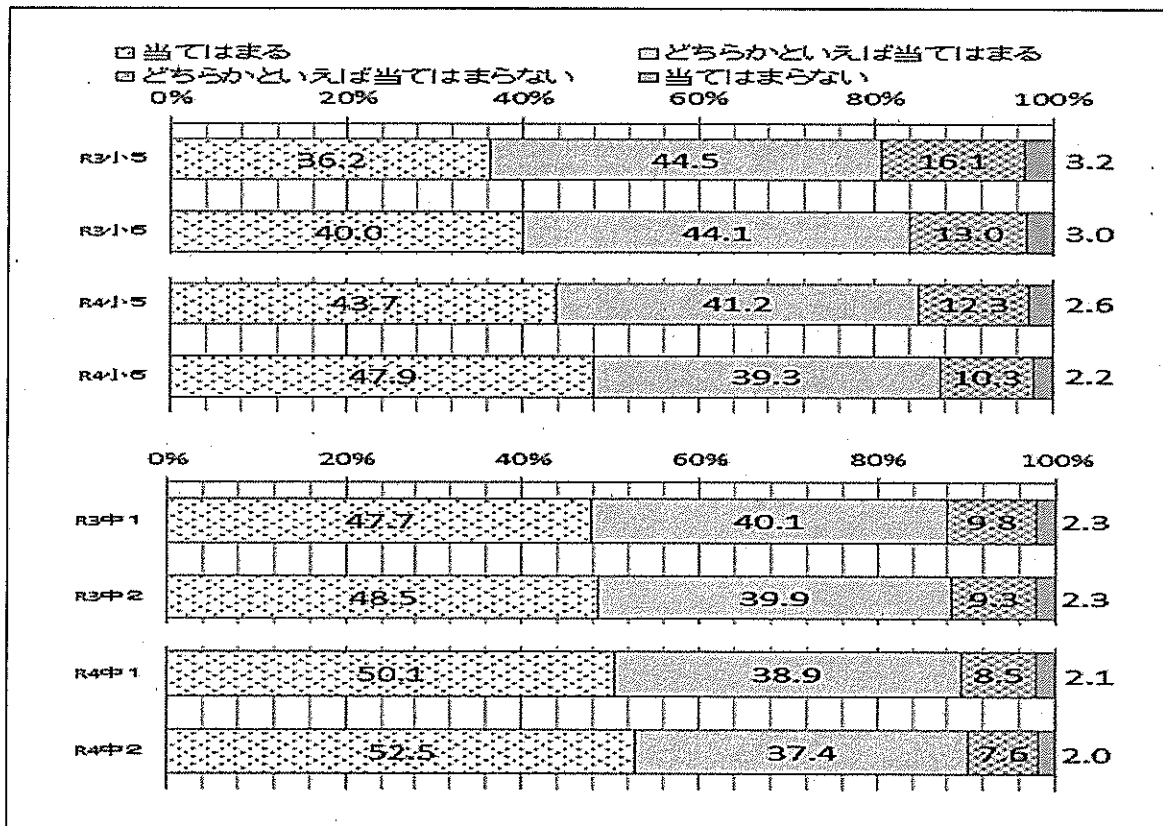 当てはまる どちらかといえば当てはまる
どちらかといえば当てはまらない 当てはまらない
0% 20% 40% 60% 80% 100%
R3小5 36.2 44.5 16.1 3.2
R3小6 40.0 44.1 13.0 3.0
R4小5 43.7 41.2 12.3 2.6
R4小6 47.9 39.3 10.3 2.2
0% 20% 40% 60% 80% 100%
R3中1 47.7 40.1 9.8 2.3
R3中2 48.5 39.9 9.3 2.3
R4中1 50.1 38.9 8.5 2.1
R4中2 52.5 37.4 7.6 2.0